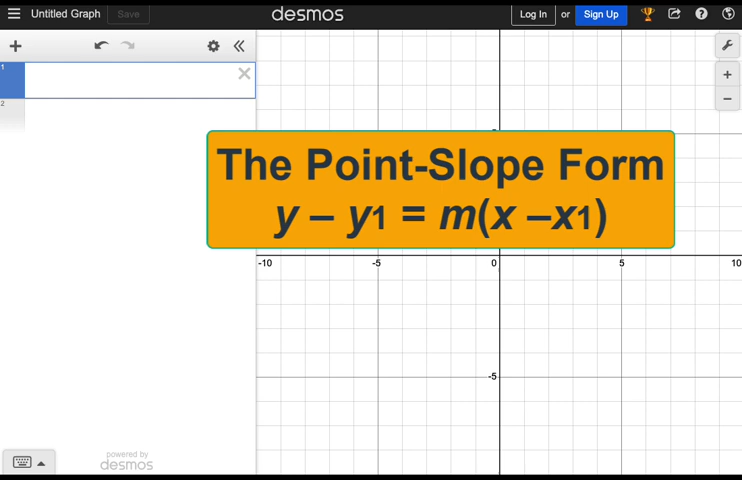 Untitled Graph Save desmos Log In or Sign Up
1
2
The Point-Slope Form
y – y1 = m(x –x1)
-10 -5 0 5 10
-5
powered by
desmos